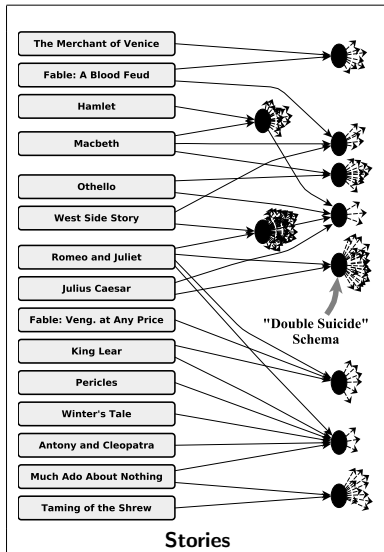 The Merchant of Venice
Fable: A Blood Feud
Hamlet
Macbeth
Othello
West Side Story
Romeo and Juliet
Julius Caesar
Fable: Veng. at Any Price
"Double Suicide"
Schema
King Lear
Pericles
Winter's Tale
Antony and Cleopatra
Much Ado About Nothing
Taming of the Shrew
Stories